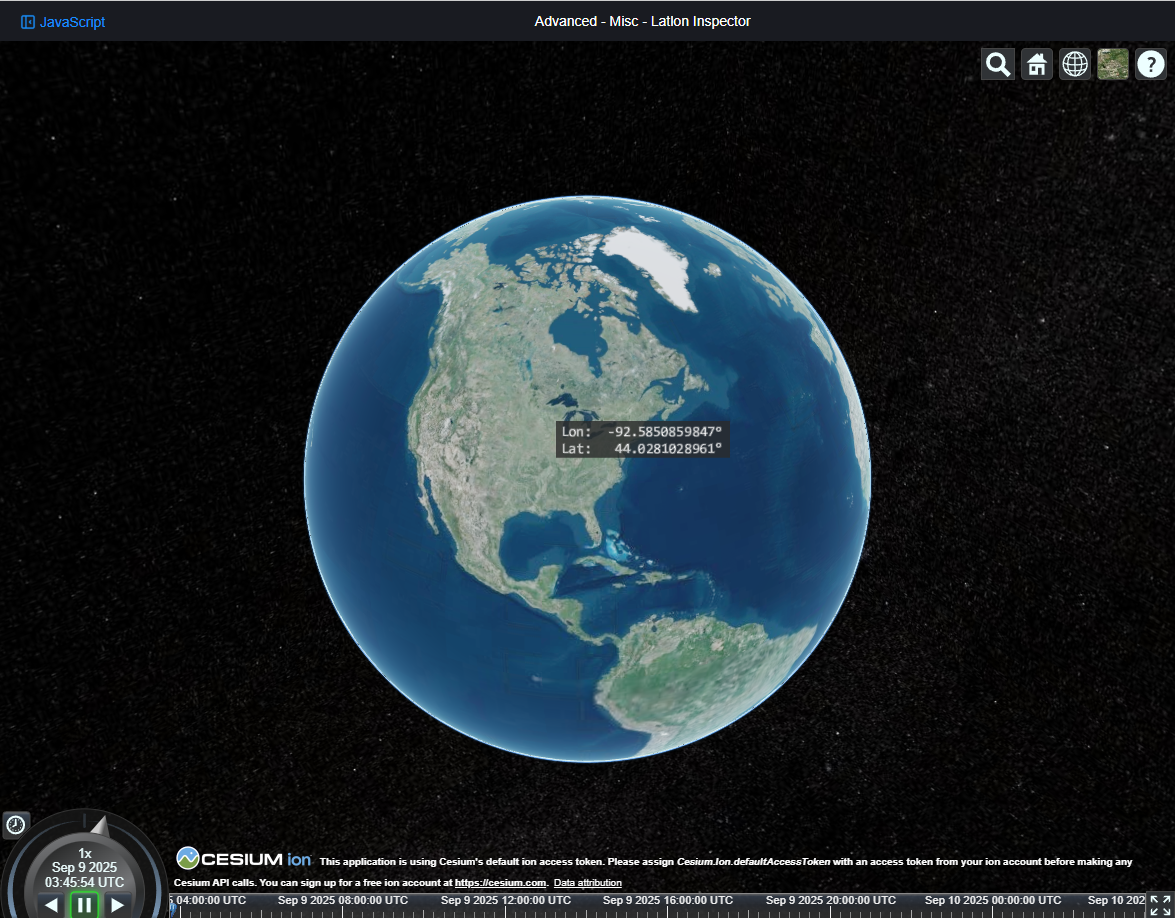 JavaScript
Advanced - Misc - Latlon Inspector
?
Lon: -92.5850859847°
Lat: 44.0281028961°
1x
Sep 9 2025
03:45:54 UTC
CESIUM ion This application is using Cesium's default ion access token. Please assign Cesium.Ion.defaultAccessToken with an access token from your ion account before making any
Cesium API calls. You can sign up for a free ion account at https://cesium.com. Data attribution
5 04:00:00 UTC Sep 9 2025 08:00:00 UTC Sep 9 2025 12:00:00 UTC Sep 9 2025 16:00:00 UTC Sep 9 2025 20:00:00 UTC Sep 10 2025 00:00:00 UTC Sep 10 202